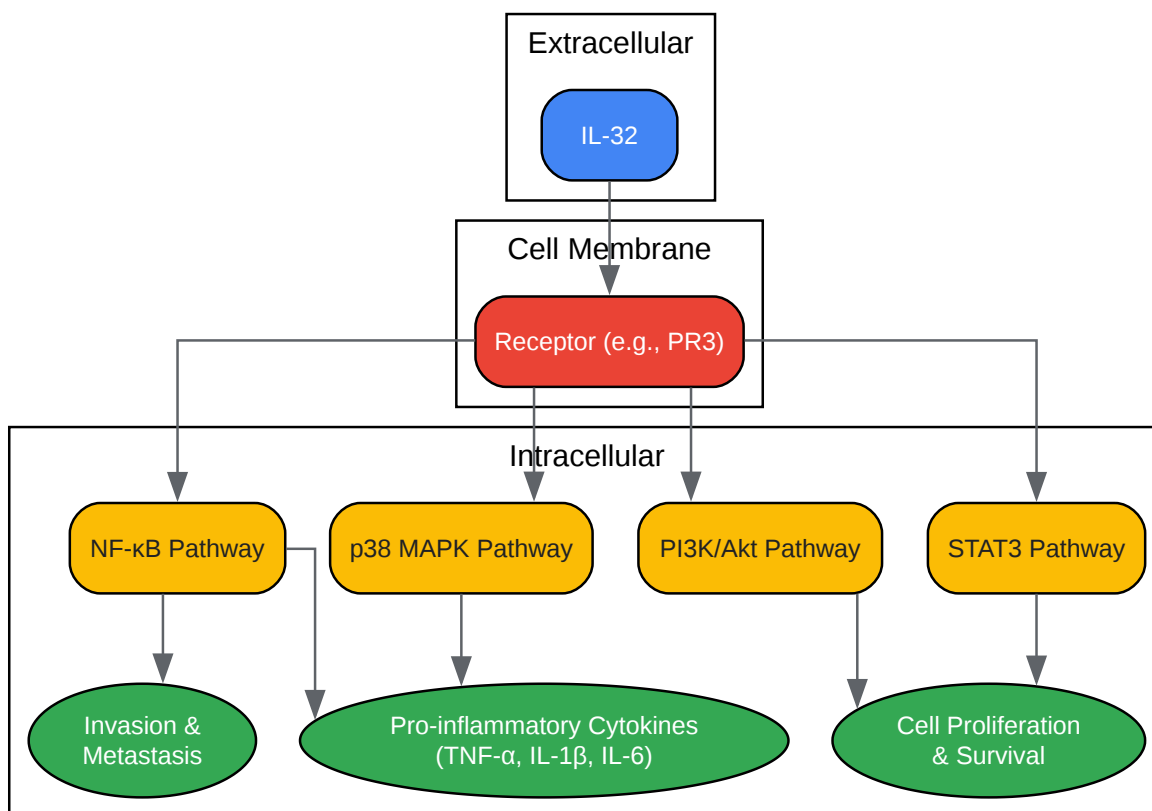 Extracellular
IL-32
Cell Membrane
Receptor (e.g., PR3)
Intracellular
NF-κB Pathway
p38 MAPK Pathway
PI3K/Akt Pathway
STAT3 Pathway
Invasion &
Metastasis
Pro-inflammatory Cytokines
(TNF-α, IL-1β, IL-6)
Cell Proliferation
& Survival